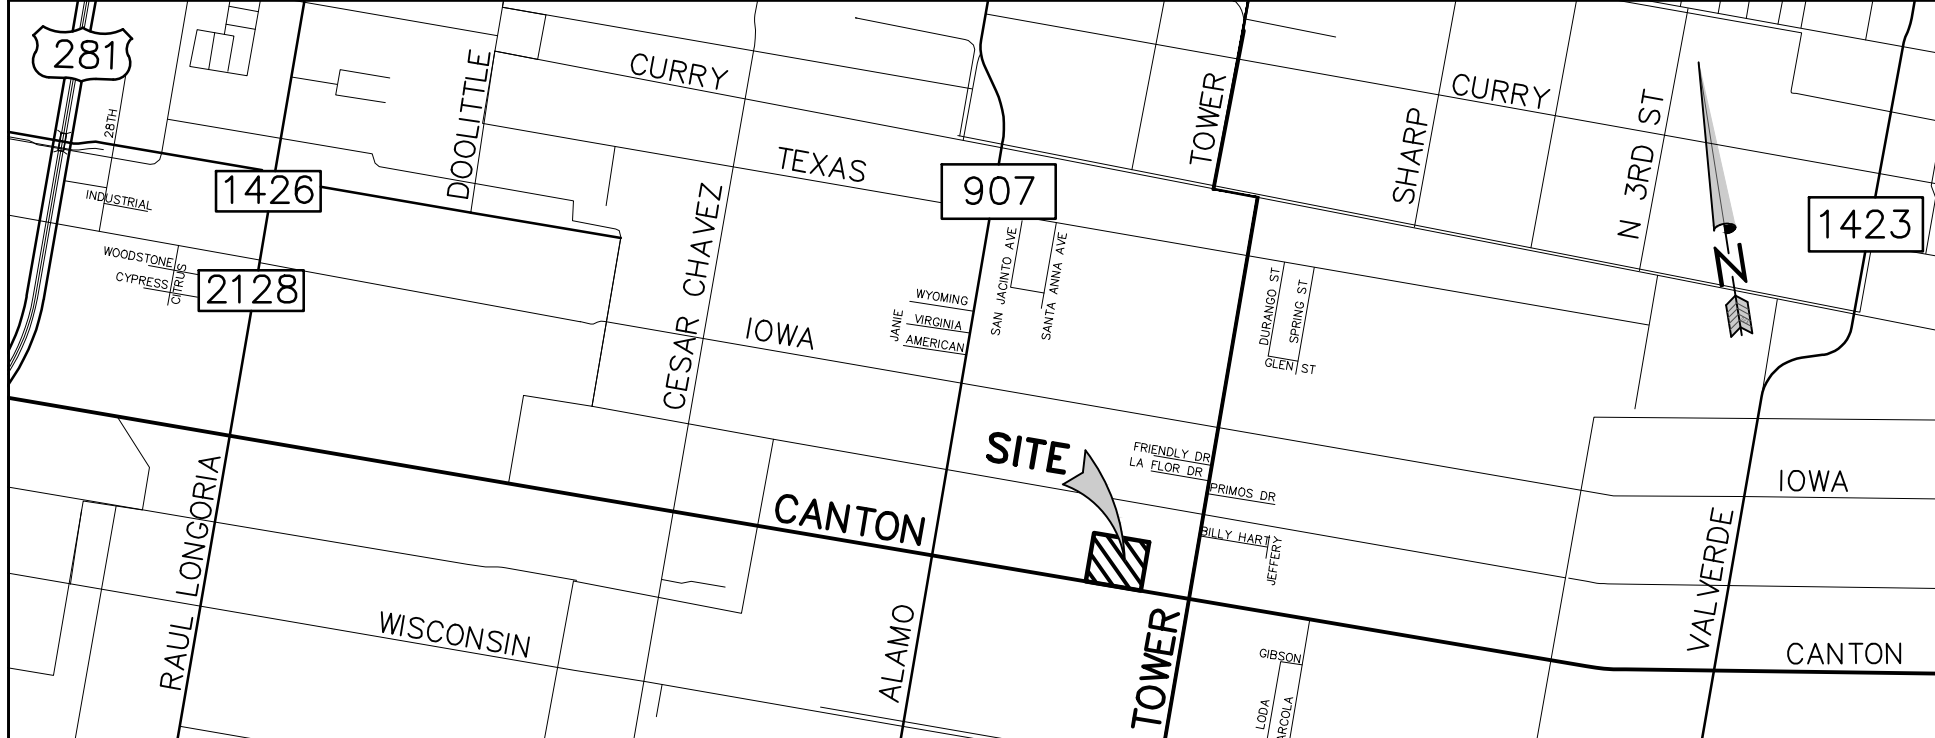 281
28TH
DOOLITTLE
CURRY
TOWER
CURRY
SHARP
N 3RD ST
TEXAS
1426
907
1423
N
INDUSTRIAL
WOODSTONE
CYPRESS
CITRUS
2128
CESAR CHAVEZ
SAN JACINTO AVE
SANTA ANNA AVE
WYOMING
VIRGINIA
AMERICAN
JANIE
IOWA
DURANGO ST
SPRING ST
GLEN ST
SITE
FRIENDLY DR
LA FLOR DR
PRIMOS DR
BILLY HART
JEFFERY
IOWA
CANTON
RAUL LONGORIA
WISCONSIN
ALAMO
TOWER
VALVERDE
CANTON
GIBSON
LODA
ARCOLA